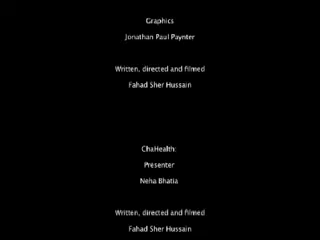 Graphics
Jonathan Paul Paynter
Written, directed and filmed
Fahad Sher Hussain
ChaHealth:
Presenter
Neha Bhatia
Written, directed and filmed
Fahad Sher Hussain